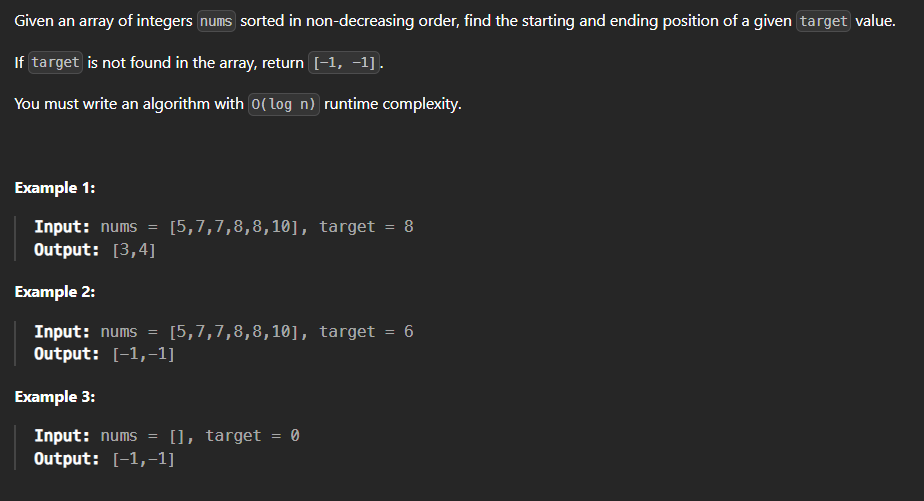 Given an array of integers nums sorted in non-decreasing order, find the starting and ending position of a given target value.
If target is not found in the array, return [-1, -1].
You must write an algorithm with O(log n) runtime complexity.
Example 1:
Input: nums = [5,7,7,8,8,10], target = 8
Output: [3,4]
Example 2:
Input: nums = [5,7,7,8,8,10], target = 6
Output: [-1,-1]
Example 3:
Input: nums = [], target = 0
Output: [-1,-1]